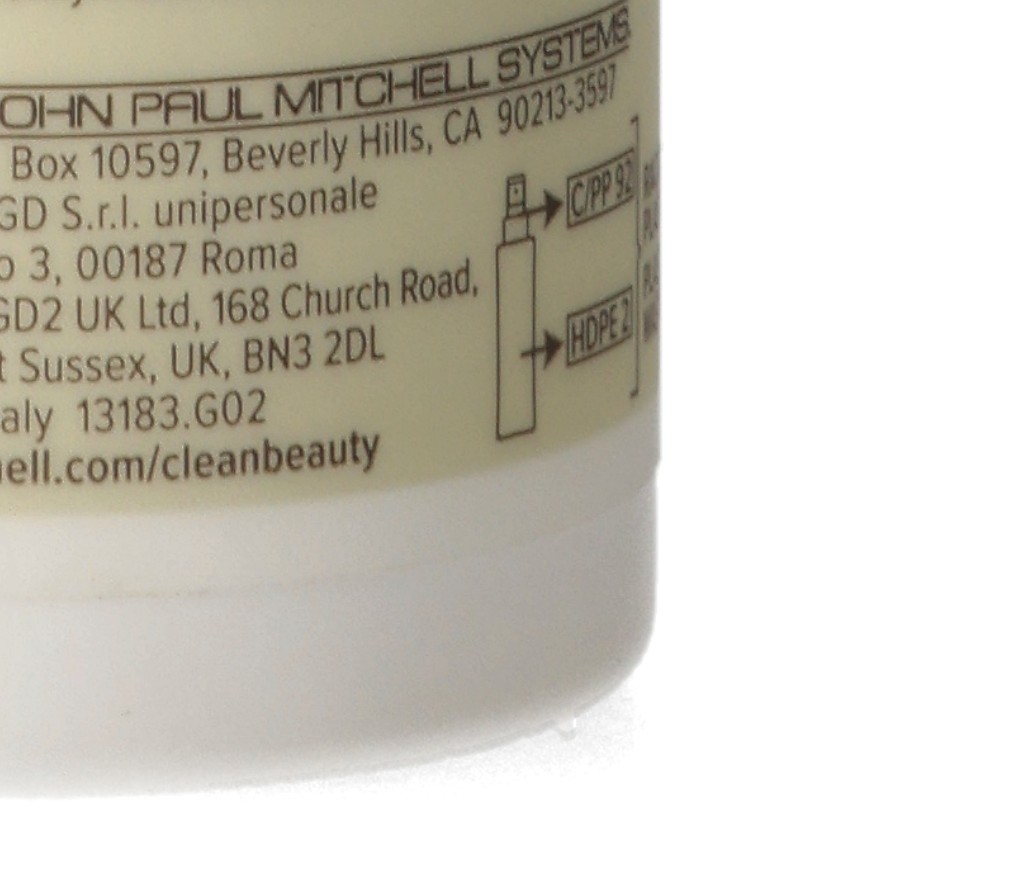 OHN PAUL MITCHELL SYSTEMS
Box 10597, Beverly Hills, CA 90213-3597
GD S.r.l. unipersonale
o 3, 00187 Roma
GD2 UK Ltd, 168 Church Road,
t Sussex, UK, BN3 2DL
aly 13183.G02
ell.com/cleanbeauty
C/PP 92
HDPE 2